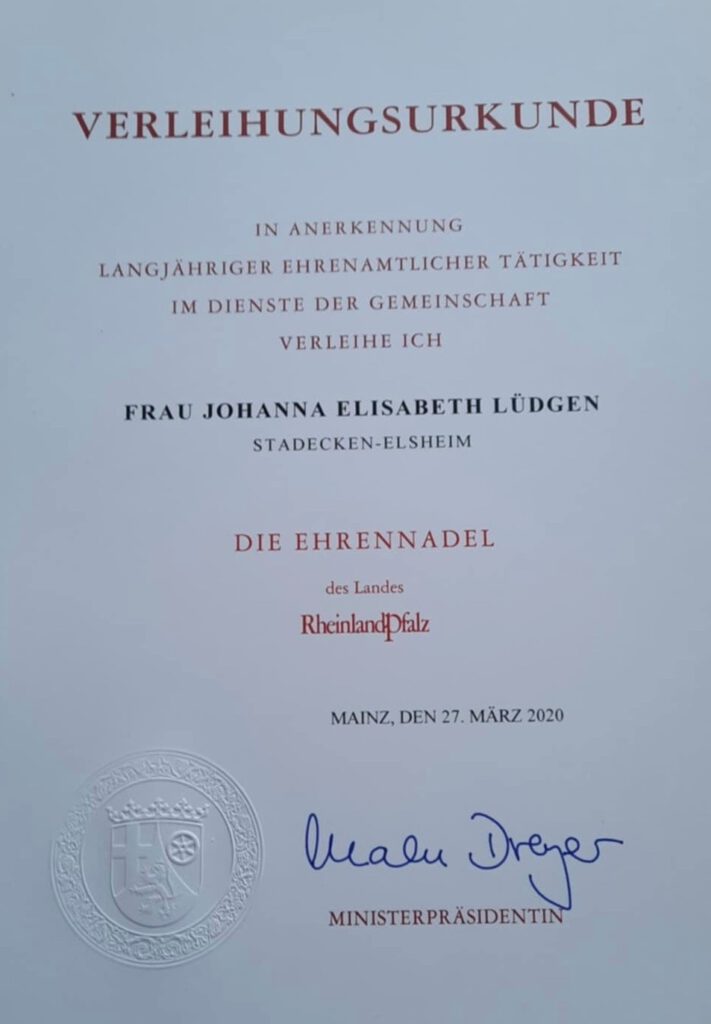 VERLEIHUNGSURKUNDE
IN ANERKENNUNG
LANGJÄHRIGER EHRENAMTLICHER TÄTIGKEIT
IM DIENSTE DER GEMEINSCHAFT
VERLEIHE ICH
FRAU JOHANNA ELISABETH LÜDGEN
STADECKEN-ELSHEIM
DIE EHRENNADEL
des Landes
RheinlandPfalz
MAINZ, DEN 27. MÄRZ 2020
Malu Dreyer
MINISTERPRÄSIDENTIN